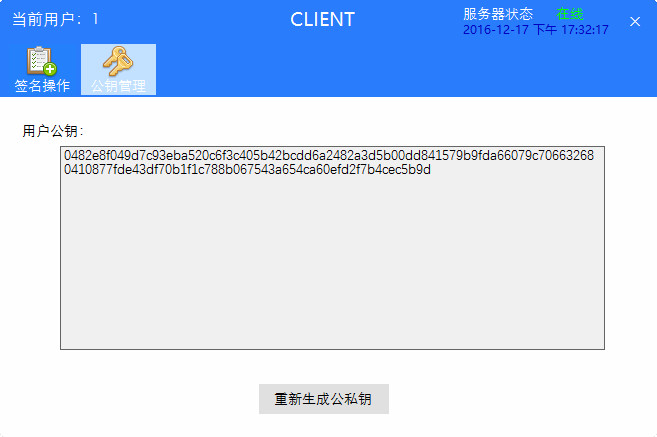 当前用户：1
CLIENT
服务器状态 在线
2016-12-17 下午 17:32:17
签名操作
公钥管理
用户公钥：
0482e8f049d7c93eba520c6f3c405b42bcdd6a2482a3d5b00dd841579b9fda66079c70663268
0410877fde43df70b1f1c788b067543a654ca60efd2f7b4cec5b9d
重新生成公私钥